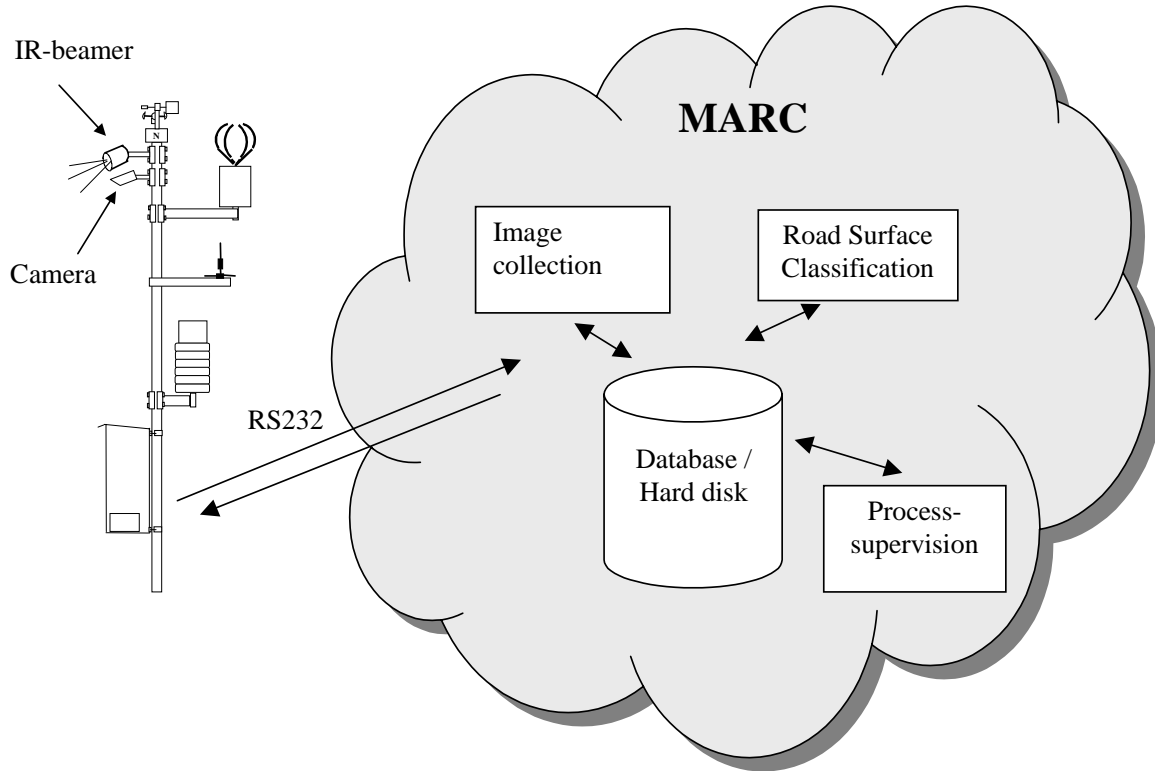 IR-beamer
N
Camera
RS232
MARC
Image
collection
Road Surface
Classification
Database /
Hard disk
Process-
supervision